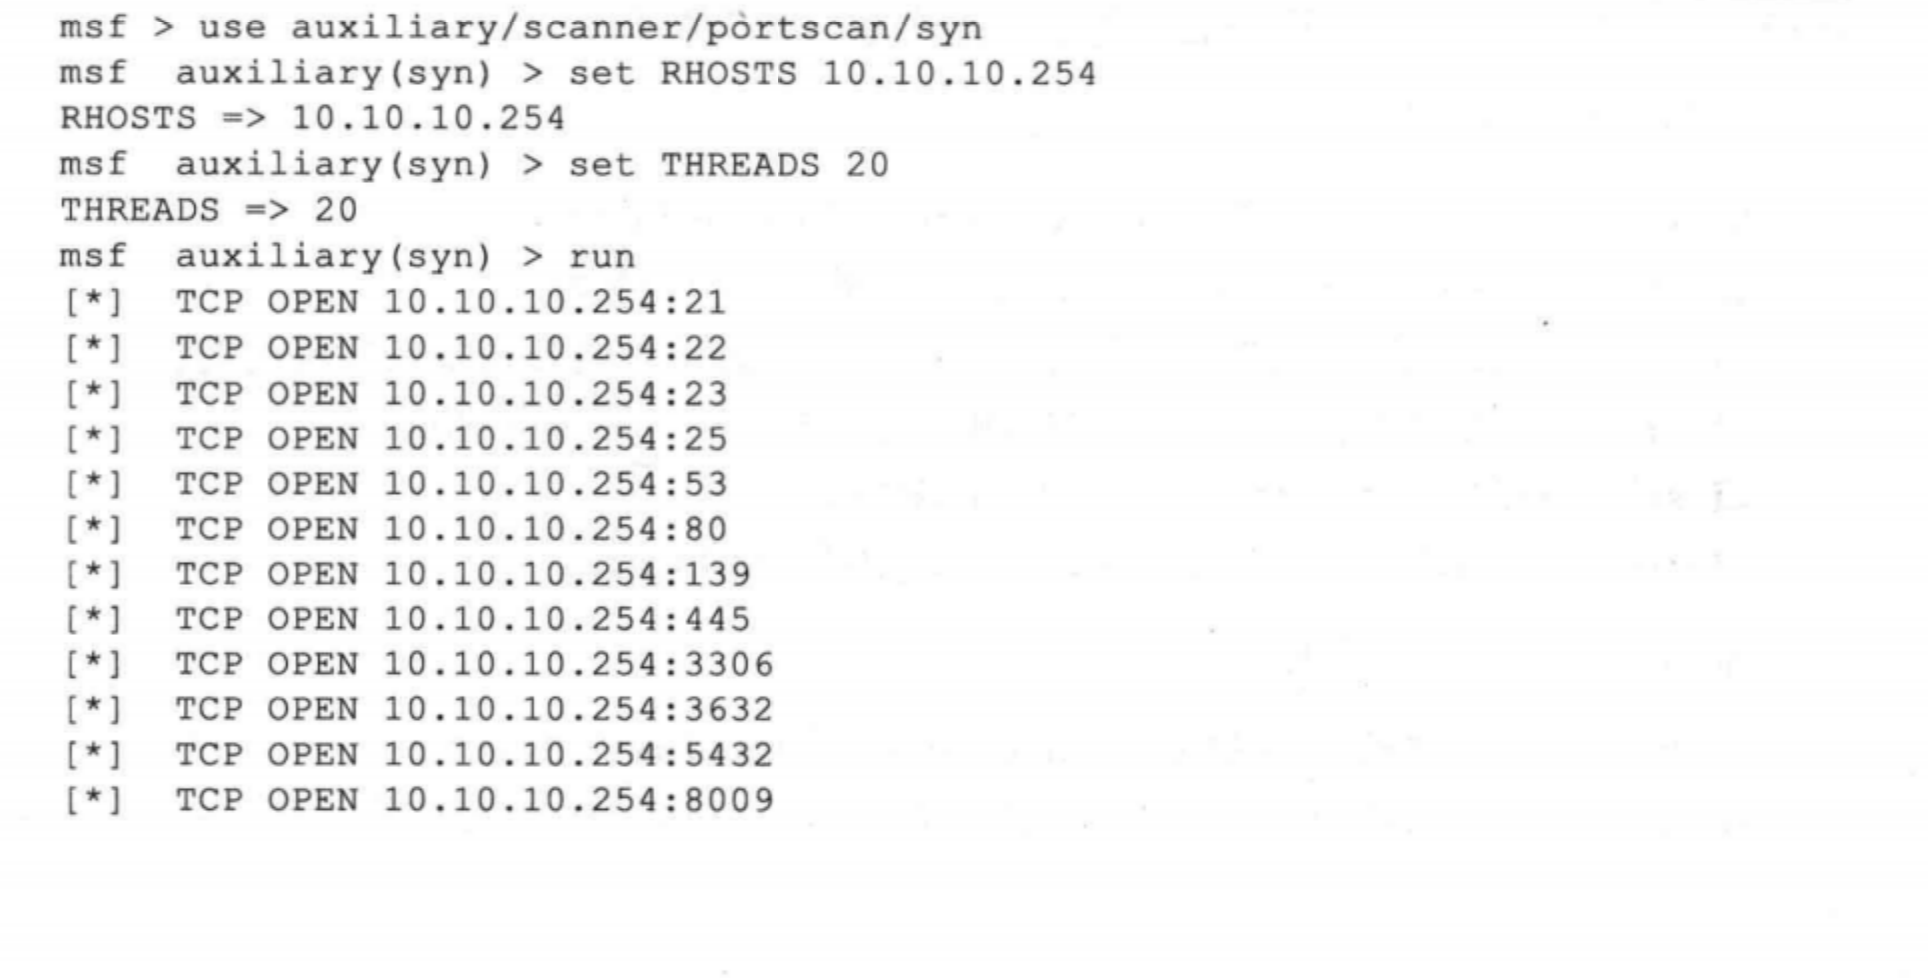 msf > use auxiliary/scanner/portscan/syn
msf  auxiliary(syn) > set RHOSTS 10.10.10.254
RHOSTS => 10.10.10.254
msf  auxiliary(syn) > set THREADS 20
THREADS => 20
msf  auxiliary(syn) > run
[*]  TCP OPEN 10.10.10.254:21
[*]  TCP OPEN 10.10.10.254:22
[*]  TCP OPEN 10.10.10.254:23
[*]  TCP OPEN 10.10.10.254:25
[*]  TCP OPEN 10.10.10.254:53
[*]  TCP OPEN 10.10.10.254:80
[*]  TCP OPEN 10.10.10.254:139
[*]  TCP OPEN 10.10.10.254:445
[*]  TCP OPEN 10.10.10.254:3306
[*]  TCP OPEN 10.10.10.254:3632
[*]  TCP OPEN 10.10.10.254:5432
[*]  TCP OPEN 10.10.10.254:8009